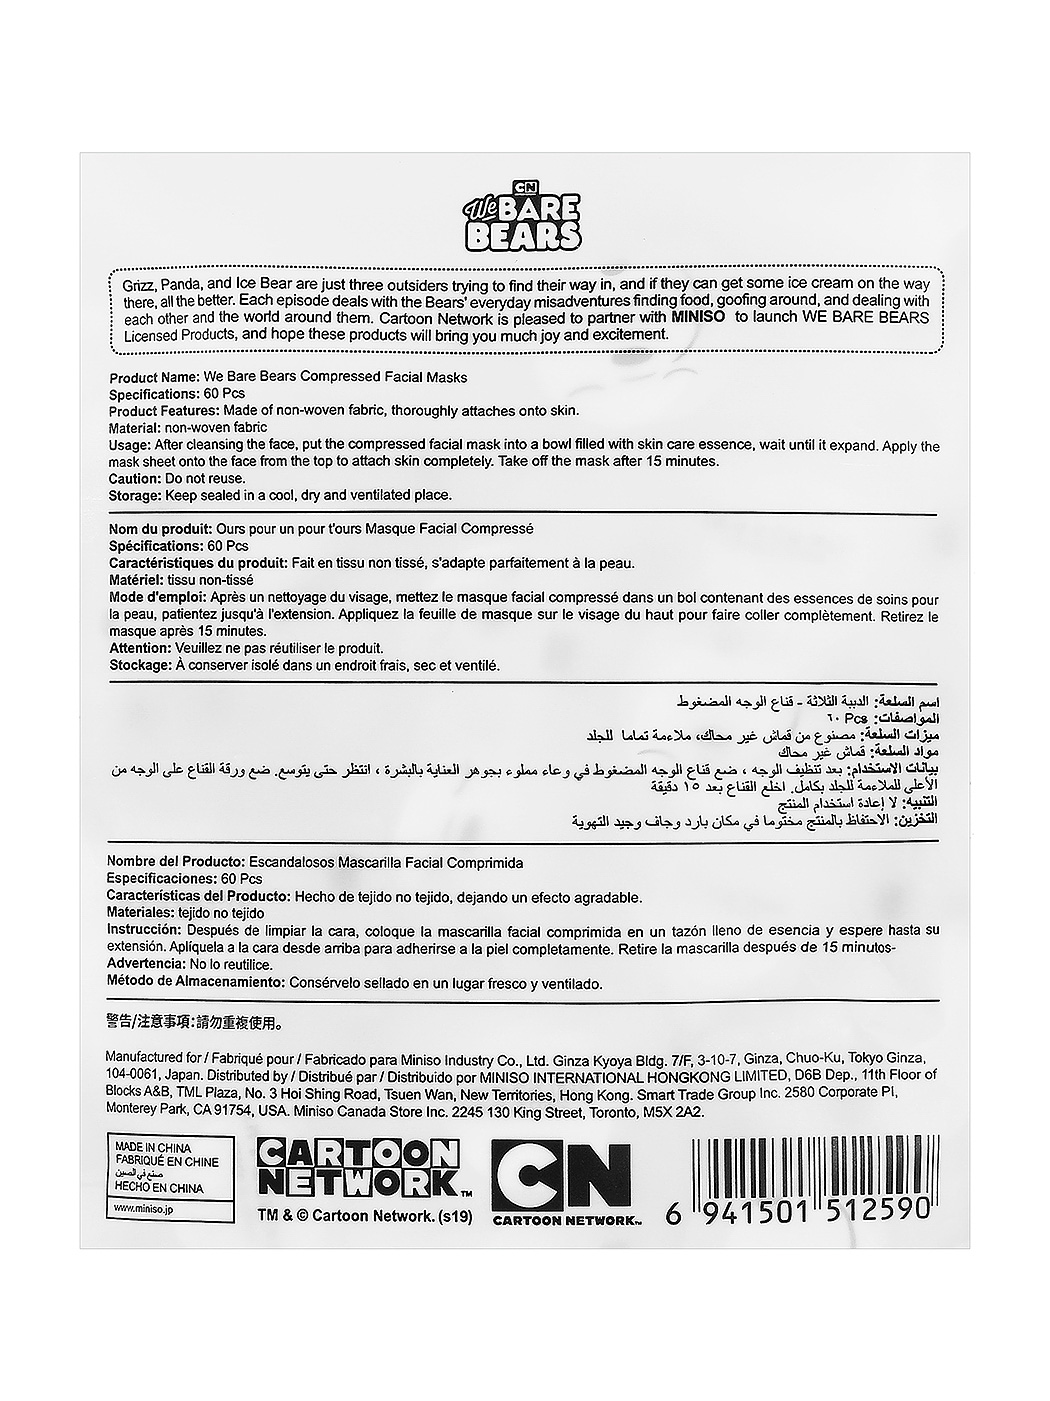 CN
We BARE
BEARS
Grizz, Panda, and Ice Bear are just three outsiders trying to find their way in, and if they can get some ice cream on the way
there, all the better. Each episode deals with the Bears' everyday misadventures finding food, goofing around, and dealing with
each other and the world around them. Cartoon Network is pleased to partner with MINISO to launch WE BARE BEARS
Licensed Products, and hope these products will bring you much joy and excitement.
Product Name: We Bare Bears Compressed Facial Masks
Specifications: 60 Pcs
Product Features: Made of non-woven fabric, thoroughly attaches onto skin.
Material: non-woven fabric
Usage: After cleansing the face, put the compressed facial mask into a bowl filled with skin care essence, wait until it expand. Apply the
mask sheet onto the face from the top to attach skin completely. Take off the mask after 15 minutes.
Caution: Do not reuse.
Storage: Keep sealed in a cool, dry and ventilated place.
Nom du produit: Ours pour un pour t'ours Masque Facial Compressé
Spécifications: 60 Pcs
Caractéristiques du produit: Fait en tissu non tissé, s'adapte parfaitement à la peau.
Matériel: tissu non-tissé
Mode d'emploi: Après un nettoyage du visage, mettez le masque facial compressé dans un bol contenant des essences de soins pour
la peau, patientez jusqu'à l'extension. Appliquez la feuille de masque sur le visage du haut pour faire coller complètement. Retirez le
masque après 15 minutes.
Attention: Veuillez ne pas réutiliser le produit.
Stockage: À conserver isolé dans un endroit frais, sec et ventilé.
اسم السلعة: الدببة الثلاثة - قناع الوجه المضغوط
المواصفات: ٦٠ Pcs
ميزات السلعة: مصنوع من قماش غير محاك، ملاءمة تماما للجلد
مواد السلعة: قماش غير محاك
بيانات الاستخدام: بعد تنظيف الوجه ، ضع قناع الوجه المضغوط في وعاء مملوء بجوهر العناية بالبشرة ، انتظر حتى يتوسع. ضع ورقة القناع على الوجه من
الأعلى للملاءمة للجلد بكامل. اخلع القناع بعد ١٥ دقيقة
التنبيه: لا إعادة استخدام المنتج
التخزين: الاحتفاظ بالمنتج مختوما في مكان بارد وجاف وجيد التهوية
Nombre del Producto: Escandalosos Mascarilla Facial Comprimida
Especificaciones: 60 Pcs
Características del Producto: Hecho de tejido no tejido, dejando un efecto agradable.
Materiales: tejido no tejido
Instrucción: Después de limpiar la cara, coloque la mascarilla facial comprimida en un tazón lleno de esencia y espere hasta su
extensión. Aplíquela a la cara desde arriba para adherirse a la piel completamente. Retire la mascarilla después de 15 minutos-
Advertencia: No lo reutilice.
Método de Almacenamiento: Consérvelo sellado en un lugar fresco y ventilado.
警告/注意事項:請勿重複使用。
Manufactured for / Fabriqué pour / Fabricado para Miniso Industry Co., Ltd. Ginza Kyoya Bldg. 7/F, 3-10-7, Ginza, Chuo-Ku, Tokyo Ginza,
104-0061, Japan. Distributed by / Distribué par / Distribuido por MINISO INTERNATIONAL HONGKONG LIMITED, D6B Dep., 11th Floor of
Blocks A&B, TML Plaza, No. 3 Hoi Shing Road, Tsuen Wan, New Territories, Hong Kong. Smart Trade Group Inc. 2580 Corporate Pl,
Monterey Park, CA 91754, USA. Miniso Canada Store Inc. 2245 130 King Street, Toronto, M5X 2A2.
MADE IN CHINA
FABRIQUÉ EN CHINE
صنع في الصين
HECHO EN CHINA
www.miniso.jp
CARTOON
NETWORK™
TM & © Cartoon Network. (s19)
CN
CARTOON NETWORK™
6 941501 512590